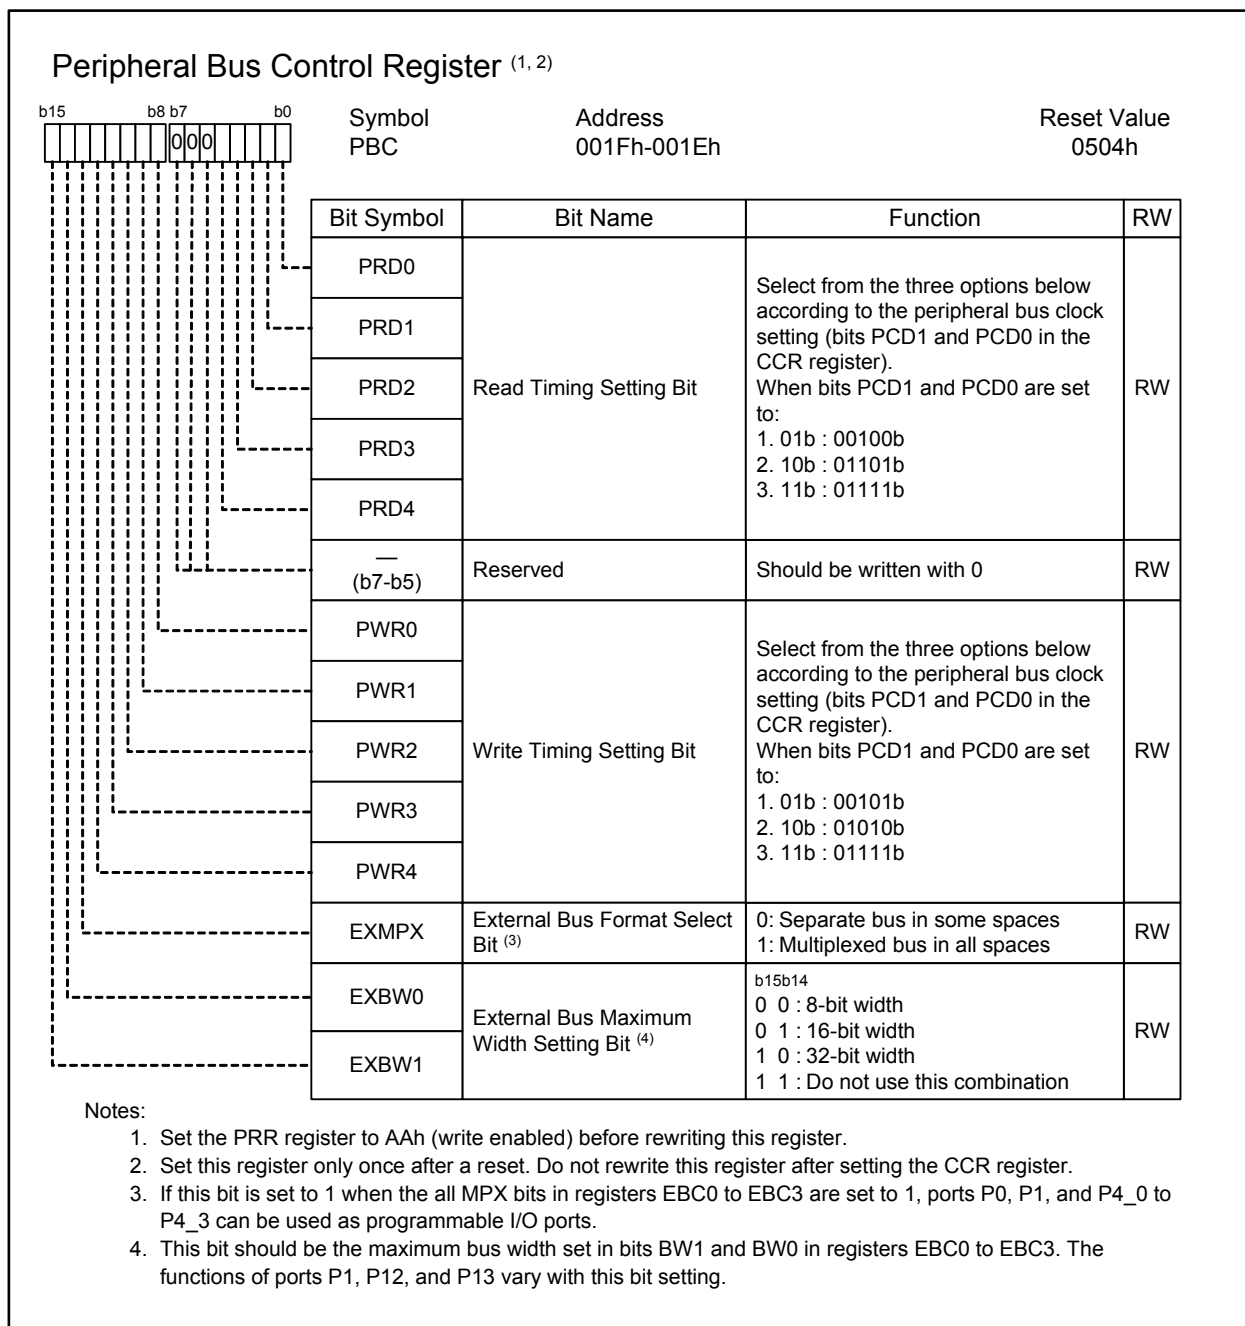 Peripheral Bus Control Register (1, 2)
b15 b8 b7 b0
0 0 0
Symbol Address Reset Value
PBC 001Fh-001Eh 0504h
Bit Symbol Bit Name Function RW
PRD0
PRD1
PRD2
PRD3
PRD4
Read Timing Setting Bit
Select from the three options below
according to the peripheral bus clock
setting (bits PCD1 and PCD0 in the
CCR register).
When bits PCD1 and PCD0 are set
to:
1. 01b : 00100b
2. 10b : 01101b
3. 11b : 01111b
RW
—
(b7-b5) Reserved Should be written with 0 RW
PWR0
PWR1
PWR2
PWR3
PWR4
Write Timing Setting Bit
Select from the three options below
according to the peripheral bus clock
setting (bits PCD1 and PCD0 in the
CCR register).
When bits PCD1 and PCD0 are set
to:
1. 01b : 00101b
2. 10b : 01010b
3. 11b : 01111b
RW
EXMPX
External Bus Format Select
Bit (3)
0: Separate bus in some spaces
1: Multiplexed bus in all spaces
RW
EXBW0
EXBW1
External Bus Maximum
Width Setting Bit (4)
b15b14
0 0 : 8-bit width
0 1 : 16-bit width
1 0 : 32-bit width
1 1 : Do not use this combination
RW
Notes:
1. Set the PRR register to AAh (write enabled) before rewriting this register.
2. Set this register only once after a reset. Do not rewrite this register after setting the CCR register.
3. If this bit is set to 1 when the all MPX bits in registers EBC0 to EBC3 are set to 1, ports P0, P1, and P4_0 to
P4_3 can be used as programmable I/O ports.
4. This bit should be the maximum bus width set in bits BW1 and BW0 in registers EBC0 to EBC3. The
functions of ports P1, P12, and P13 vary with this bit setting.